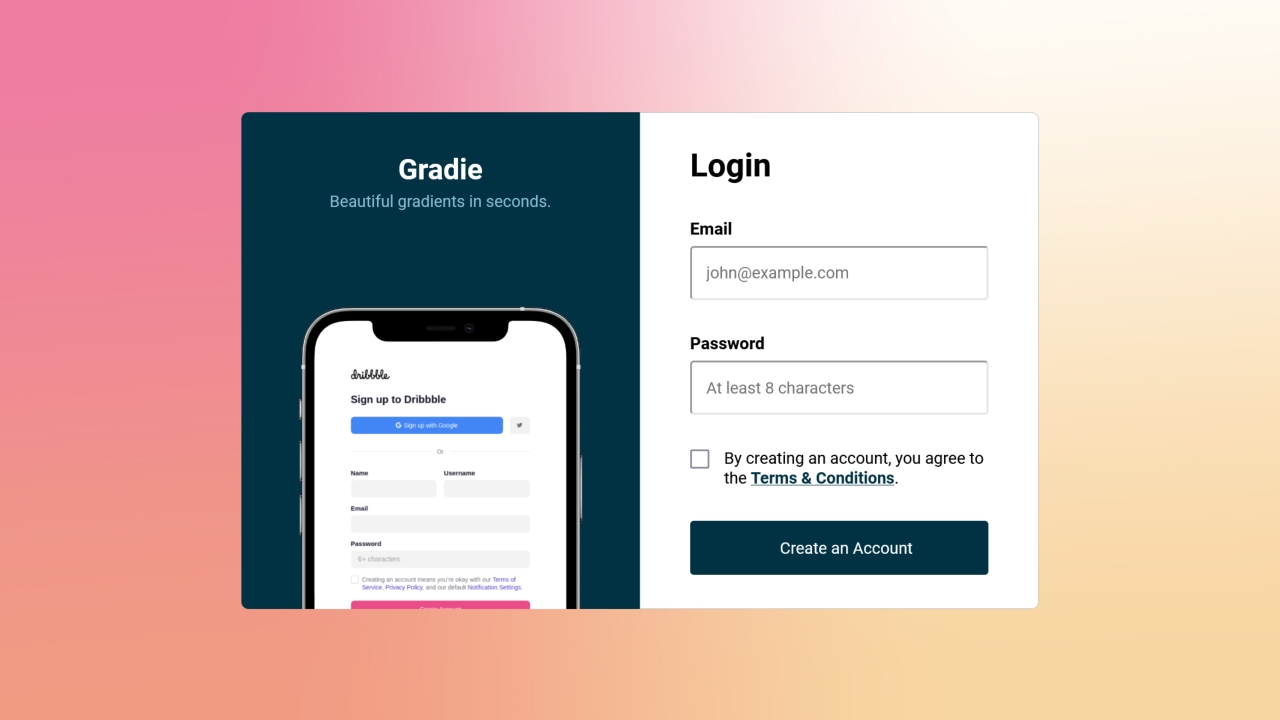 Gradie
Beautiful gradients in seconds.
dribbble
Sign up to Dribbble
Sign up with Google
Or
Name Username
Email
Password
6+ characters
Creating an account means you're okay with our Terms of
Service, Privacy Policy, and our default Notification Settings.
Create Account
Login
Email
john@example.com
Password
At least 8 characters
By creating an account, you agree to
the Terms & Conditions.
Create an Account